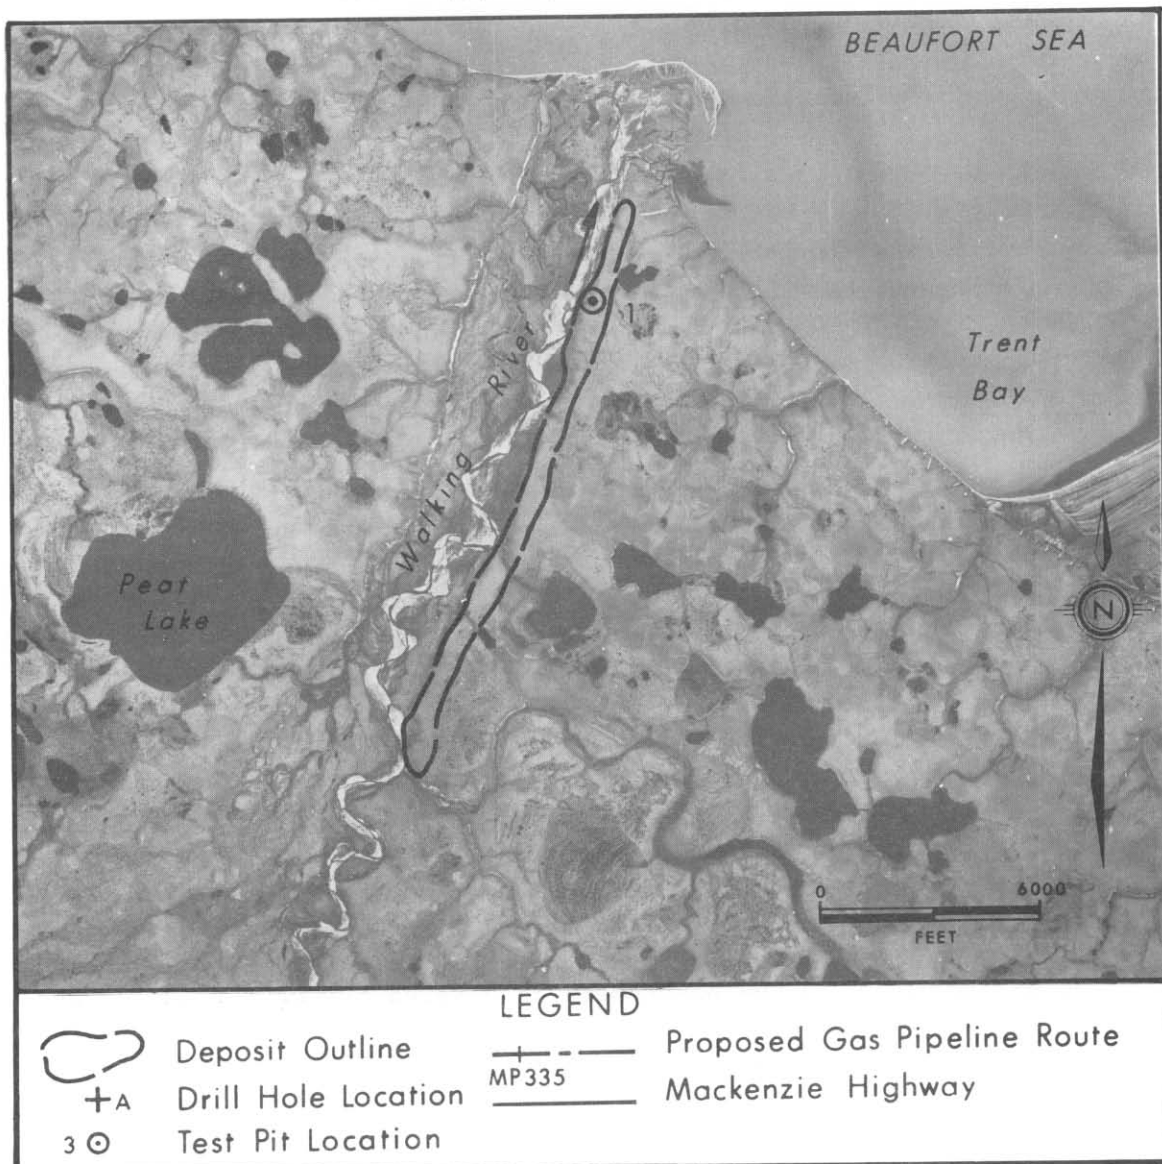 BEAUFORT SEA
1
Trent
Bay
Walking River
Peat
Lake
N
0 6000
FEET
LEGEND
Deposit Outline
Proposed Gas Pipeline Route
MP335
+A Drill Hole Location
Mackenzie Highway
3 Test Pit Location